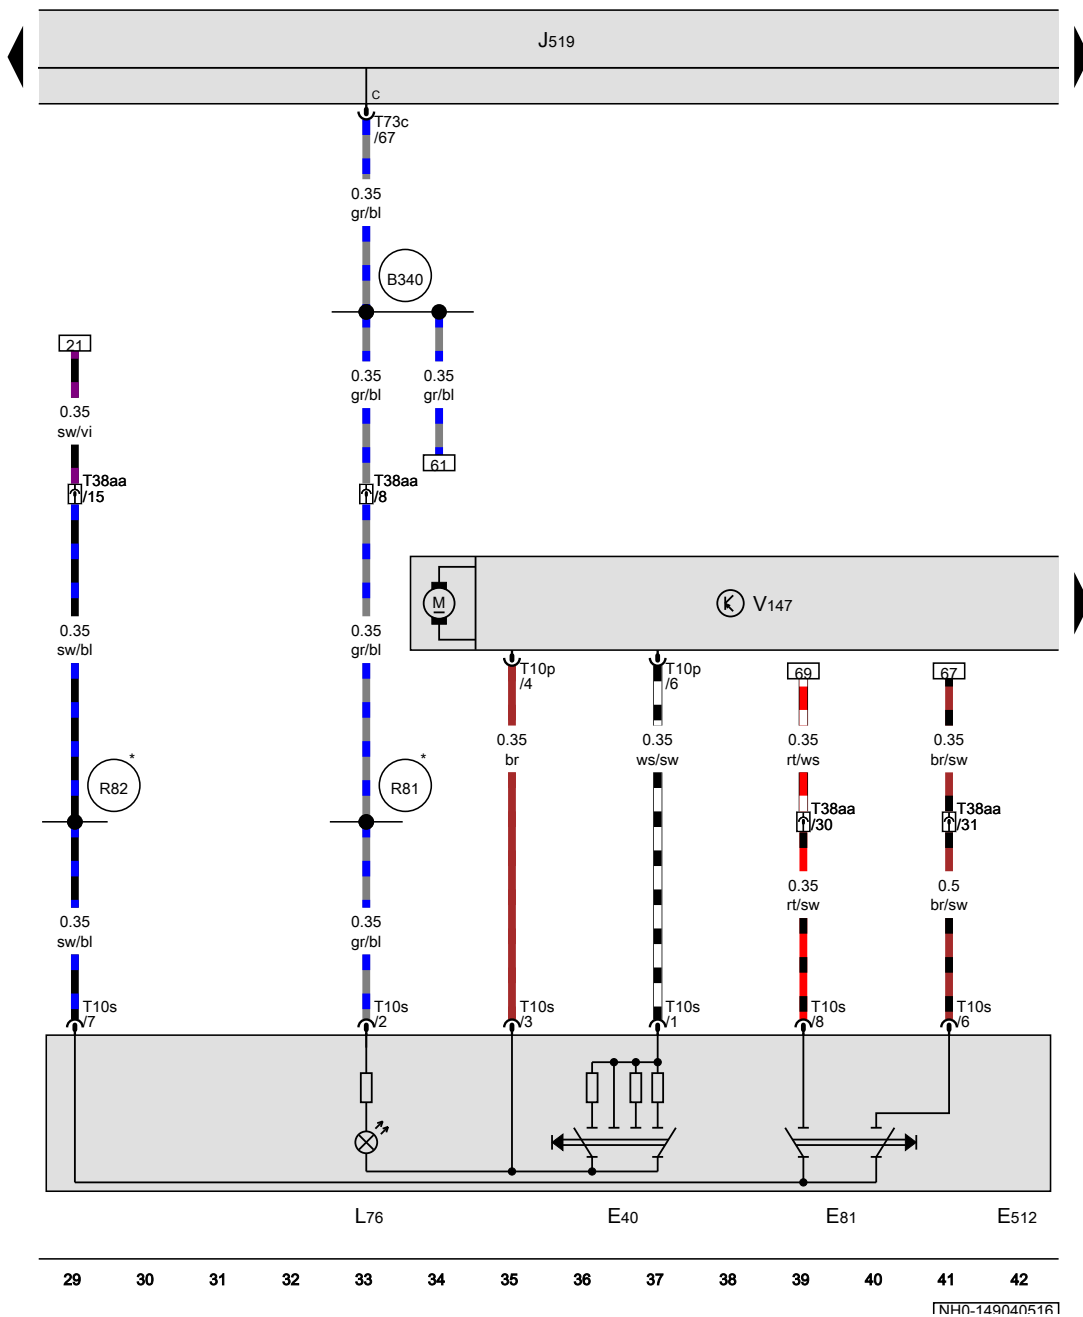 J519
c
T73c
/67
0.35
gr/bl
B340
21
0.35
gr/bl
0.35
gr/bl
0.35
sw/vi
61
T38aa
/15
T38aa
/8
M
V147
0.35
sw/bl
0.35
gr/bl
T10p
/4
T10p
/6
69
67
0.35
br
0.35
ws/sw
0.35
rt/ws
0.35
br/sw
*
R82
*
R81
T38aa
/30
T38aa
/31
0.35
rt/sw
0.5
br/sw
0.35
sw/bl
0.35
gr/bl
T10s
/7
T10s
/2
T10s
/3
T10s
/1
T10s
/8
T10s
/6
L76 E40 E81 E512
29 30 31 32 33 34 35 36 37 38 39 40 41 42
NH0-149040516